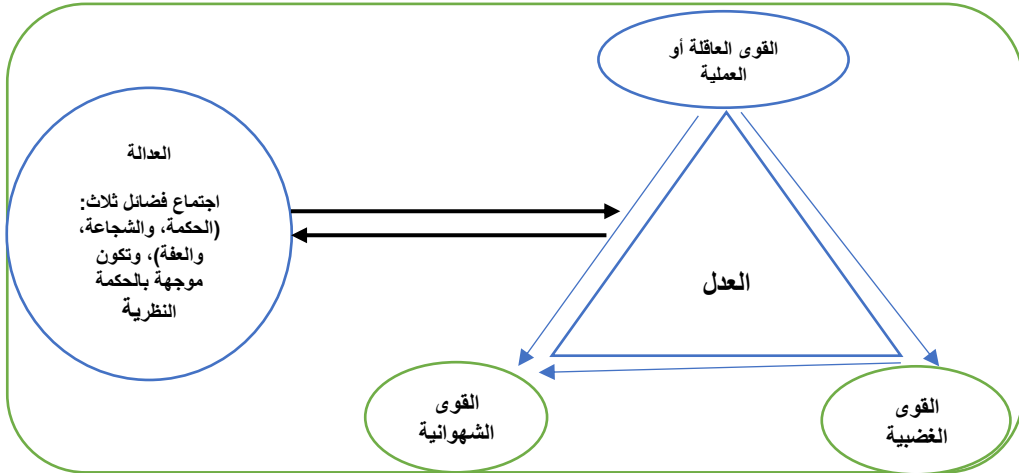 القوى العاقلة أو
العملية
العدالة
اجتماع فضائل ثلاث:
(الحكمة، والشجاعة،
والعفة)، وتكون
موجهة بالحكمة
النظرية
العدل
القوى
الغضبية
القوى
الشهوانية